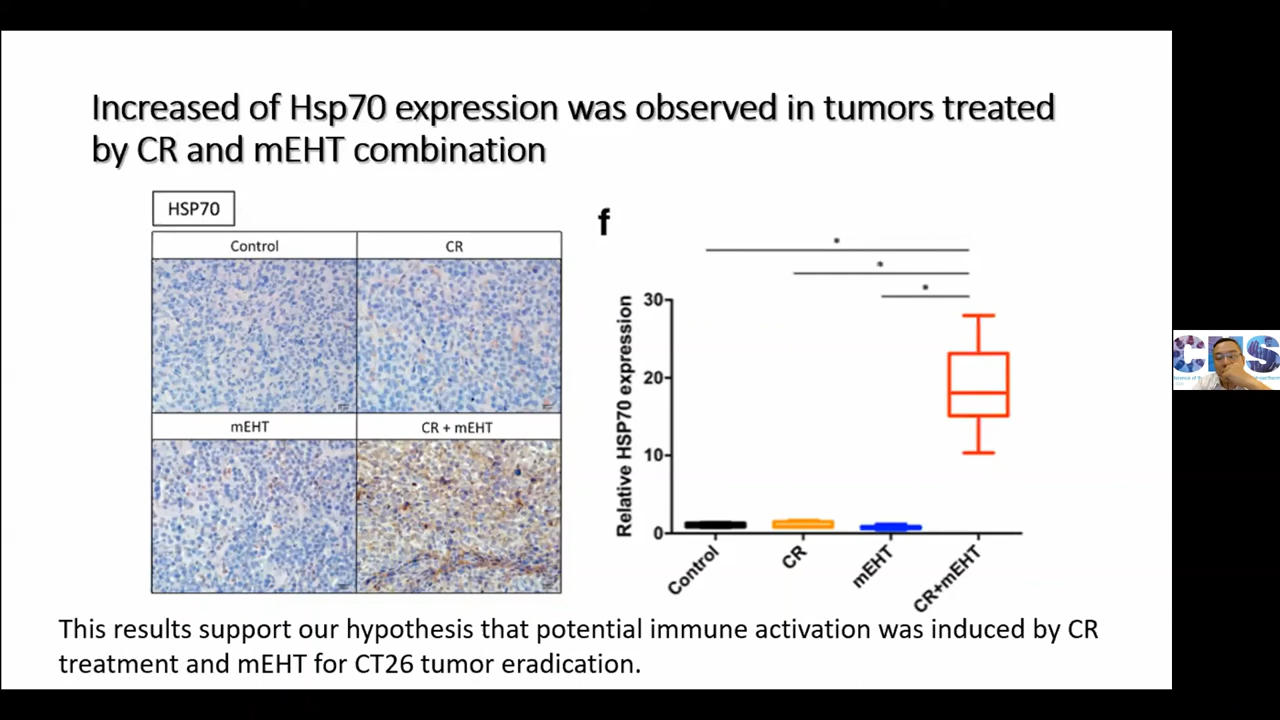 Increased of Hsp70 expression was observed in tumors treated
by CR and mEHT combination
HSP70
Control
CR
mEHT
CR + mEHT
f
*
*
*
Relative HSP70 expression
30
20
10
0
Control
CR
mEHT
CR+mEHT
This results support our hypothesis that potential immune activation was induced by CR
treatment and mEHT for CT26 tumor eradication.